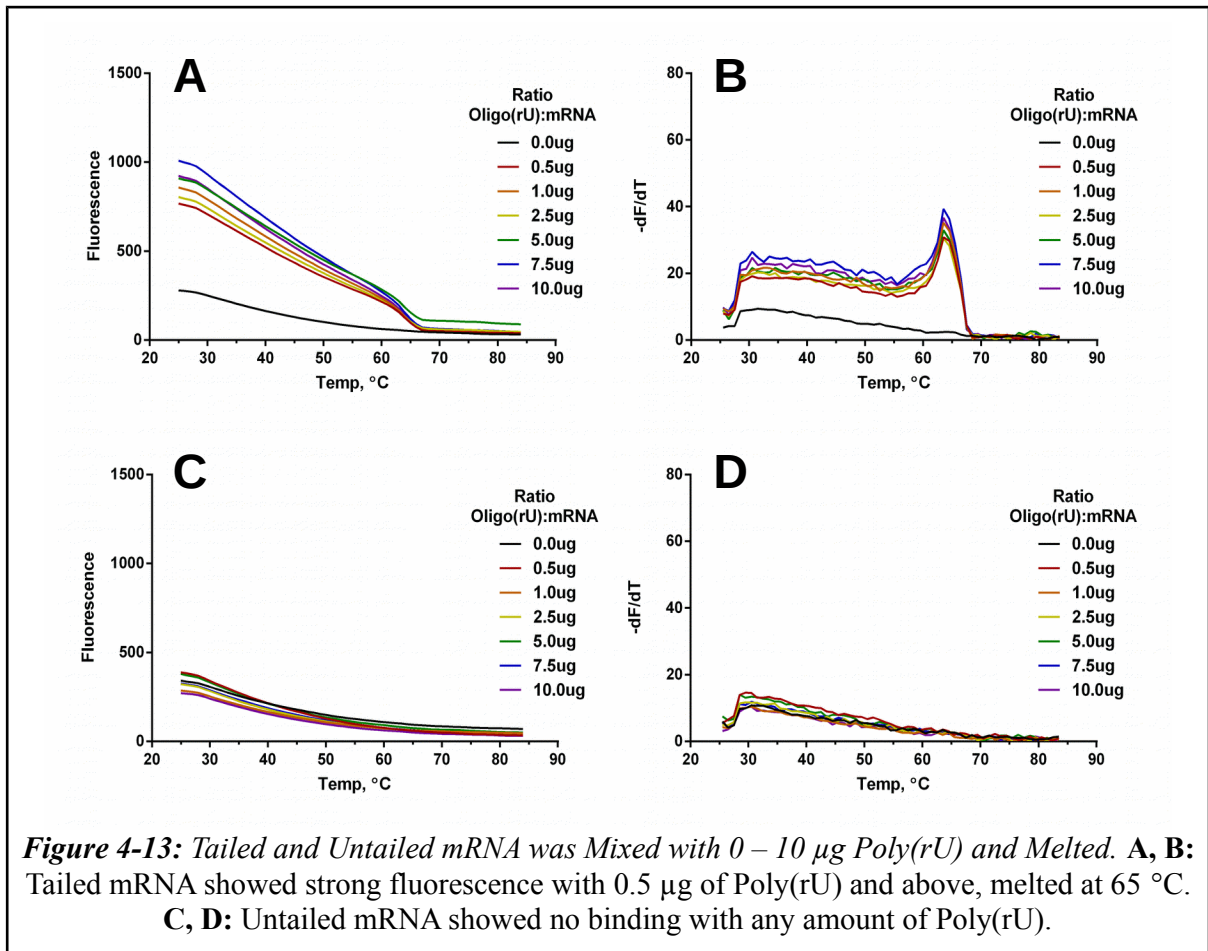 A
1500
1000
500
0
Fluorescence
20 30 40 50 60 70 80 90
Temp, °C
Ratio
Oligo(rU):mRNA
0.0ug
0.5ug
1.0ug
2.5ug
5.0ug
7.5ug
10.0ug
B
80
60
40
20
0
-dF/dT
20 30 40 50 60 70 80 90
Temp, °C
Ratio
Oligo(rU):mRNA
0.0ug
0.5ug
1.0ug
2.5ug
5.0ug
7.5ug
10.0ug
C
1500
1000
500
0
Fluorescence
20 30 40 50 60 70 80 90
Temp, °C
Ratio
Oligo(rU):mRNA
0.0ug
0.5ug
1.0ug
2.5ug
5.0ug
7.5ug
10.0ug
D
80
60
40
20
0
-dF/dT
20 30 40 50 60 70 80 90
Temp, °C
Ratio
Oligo(rU):mRNA
0.0ug
0.5ug
1.0ug
2.5ug
5.0ug
7.5ug
10.0ug
Figure 4-13: Tailed and Untailed mRNA was Mixed with 0 – 10 µg Poly(rU) and Melted. A, B:
Tailed mRNA showed strong fluorescence with 0.5 µg of Poly(rU) and above, melted at 65 °C.
C, D: Untailed mRNA showed no binding with any amount of Poly(rU).